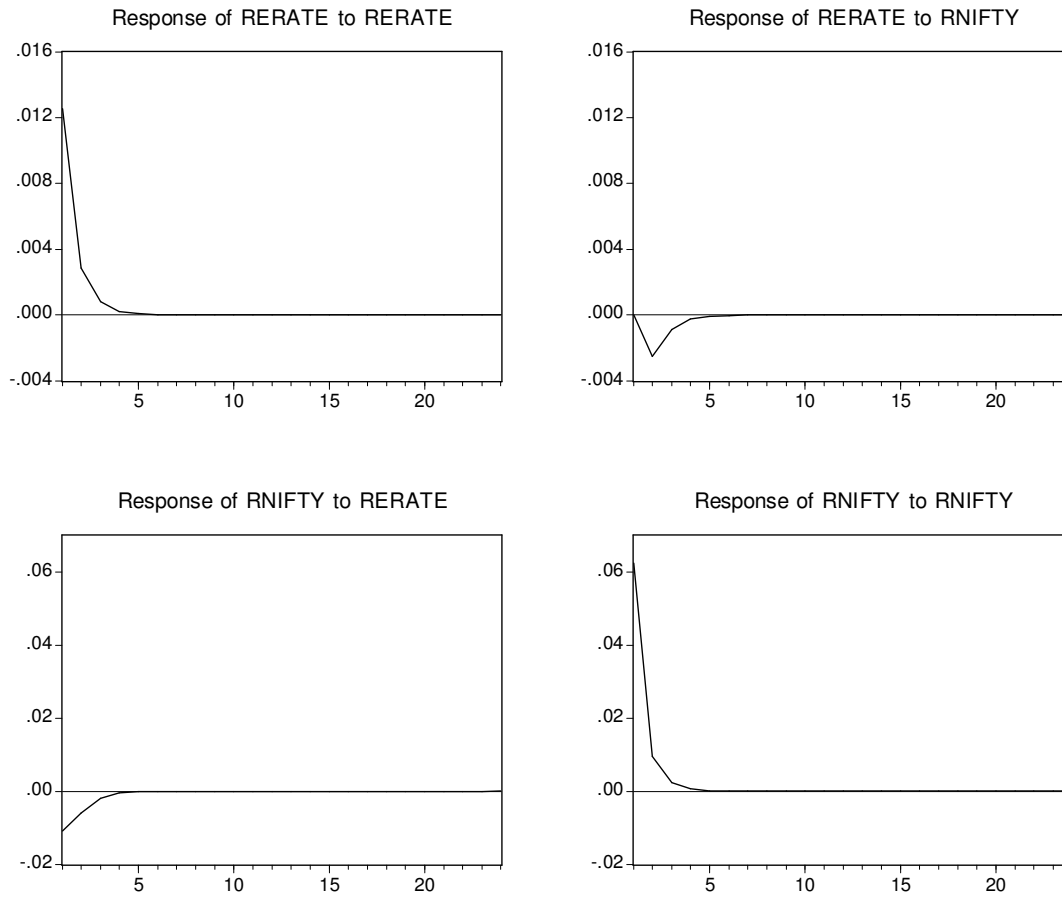 Response of RERATE to RERATE
.016
.012
.008
.004
.000
-.004
5 10 15 20
Response of RERATE to RNIFTY
.016
.012
.008
.004
.000
-.004
5 10 15 20
Response of RNIFTY to RERATE
.06
.04
.02
.00
-.02
5 10 15 20
Response of RNIFTY to RNIFTY
.06
.04
.02
.00
-.02
5 10 15 20